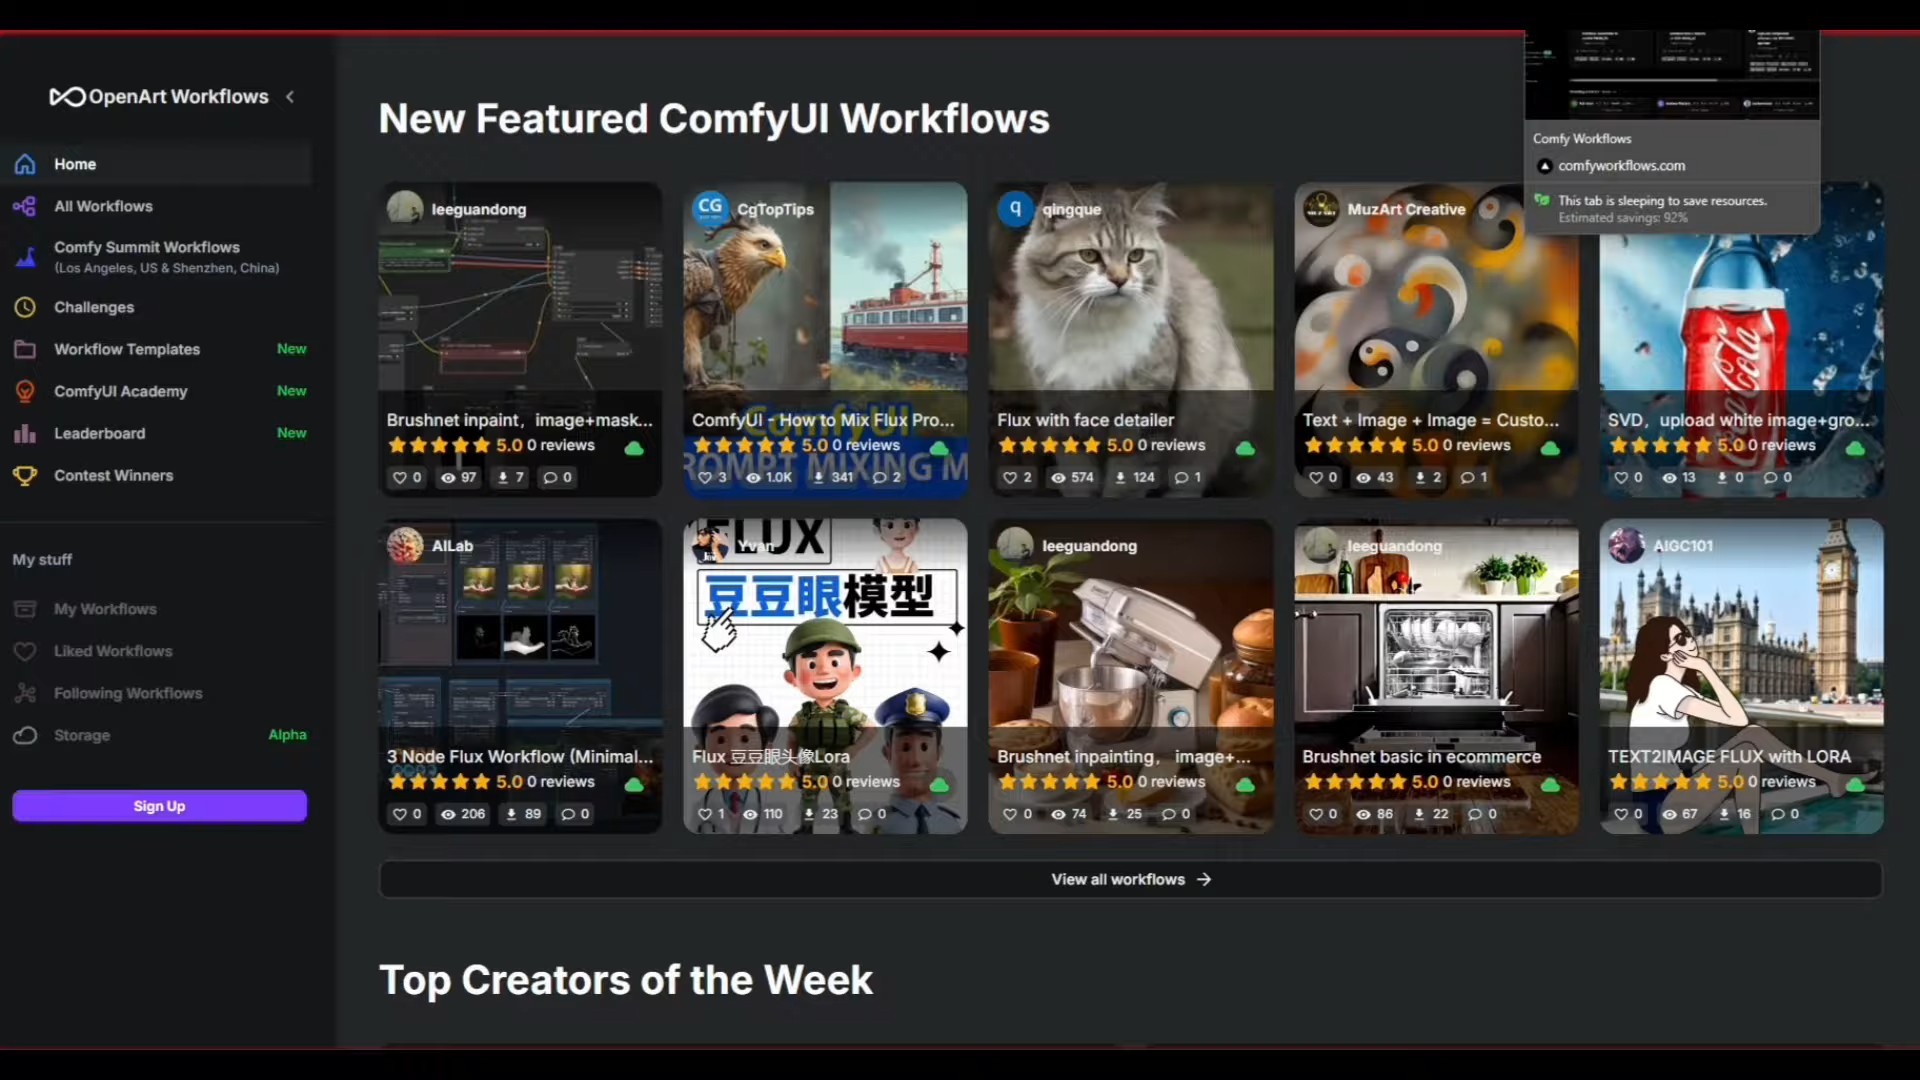 OpenArt Workflows
Home
All Workflows
Comfy Summit Workflows
(Los Angeles, US & Shenzhen, China)
Challenges
Workflow Templates New
ComfyUI Academy New
Leaderboard New
Contest Winners
My stuff
My Workflows
Liked Workflows
Following Workflows
Storage Alpha
Sign Up
New Featured ComfyUI Workflows
Comfy Workflows
comfyworkflows.com
This tab is sleeping to save resources.
Estimated savings: 92%
leeguandong
Brushnet inpaint，image+mask...
5.0 0 reviews
0 97 7 0
CG
CgTopTips
ComfyUI
ComfyUI - How to Mix Flux Pro...
5.0 0 reviews
PROMPT MIXING M
3 1.0K 341 2
q
qingque
Flux with face detailer
5.0 0 reviews
2 574 124 1
MuzArt Creative
Text + Image + Image = Custo...
5.0 0 reviews
0 43 2 1
Coca-Cola
SVD，upload white image+gro...
5.0 0 reviews
0 13 0 0
AILab
3 Node Flux Workflow (Minimal...
5.0 0 reviews
0 206 89 0
FLUX
Yvan
豆豆眼模型
Flux 豆豆眼头像Lora
5.0 0 reviews
1 110 23 0
leeguandong
Brushnet inpainting， image+...
5.0 0 reviews
0 74 25 0
leeguandong
Brushnet basic in ecommerce
5.0 0 reviews
0 86 22 0
AIGC101
TEXT2IMAGE FLUX with LORA
5.0 0 reviews
0 67 16 0
View all workflows →
Top Creators of the Week